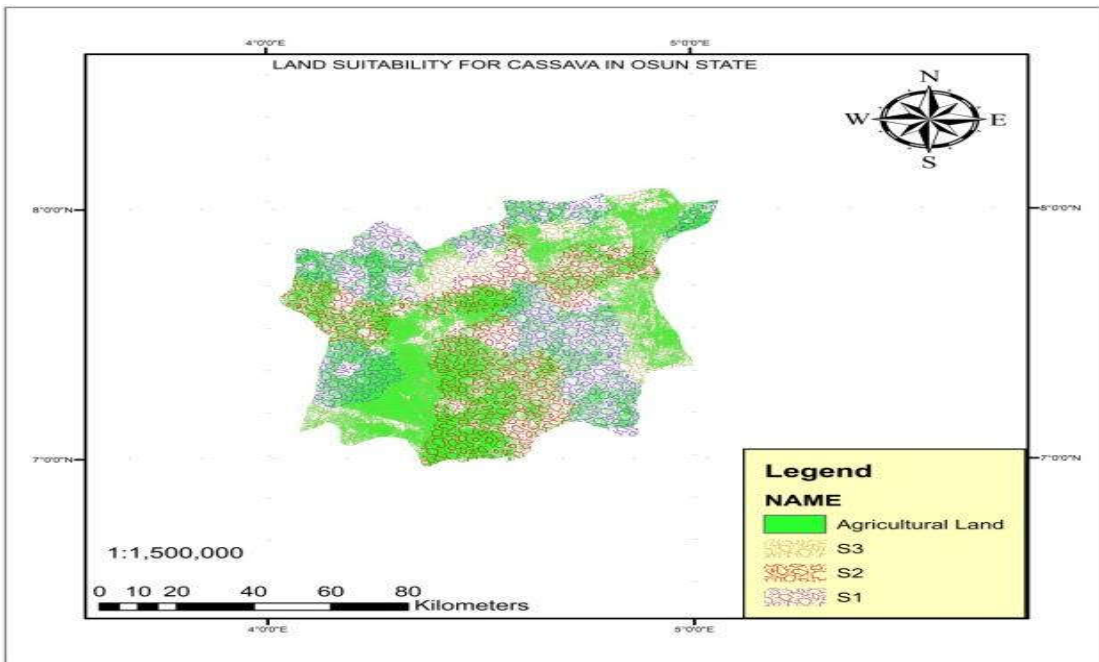 4°0'0"E 5°0'0"E
LAND SUITABILITY FOR CASSAVA IN OSUN STATE
N
W E
S
8°0'0"N 8°0'0"N
7°0'0"N 7°0'0"N
Legend
NAME
Agricultural Land
S3
S2
S1
1:1,500,000
0 10 20 40 60 80
Kilometers
4°0'0"E 5°0'0"E